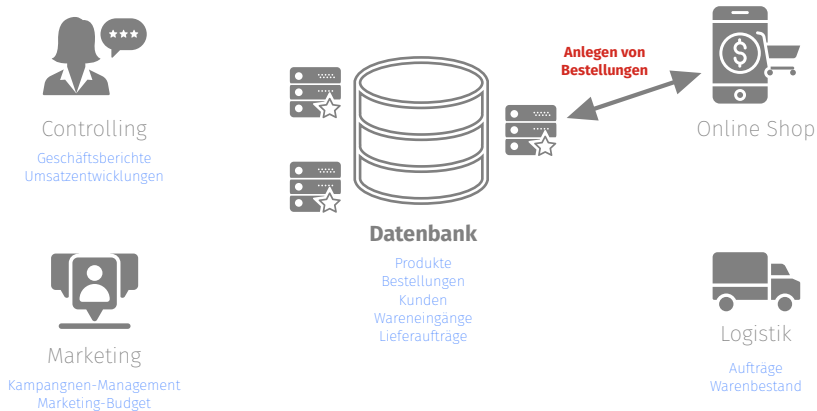 Controlling
Geschäftsberichte
Umsatzentwicklungen
Anlegen von
Bestellungen
Online Shop
Datenbank
Produkte
Bestellungen
Kunden
Wareneingänge
Lieferaufträge
Marketing
Kampangnen-Management
Marketing-Budget
Logistik
Aufträge
Warenbestand